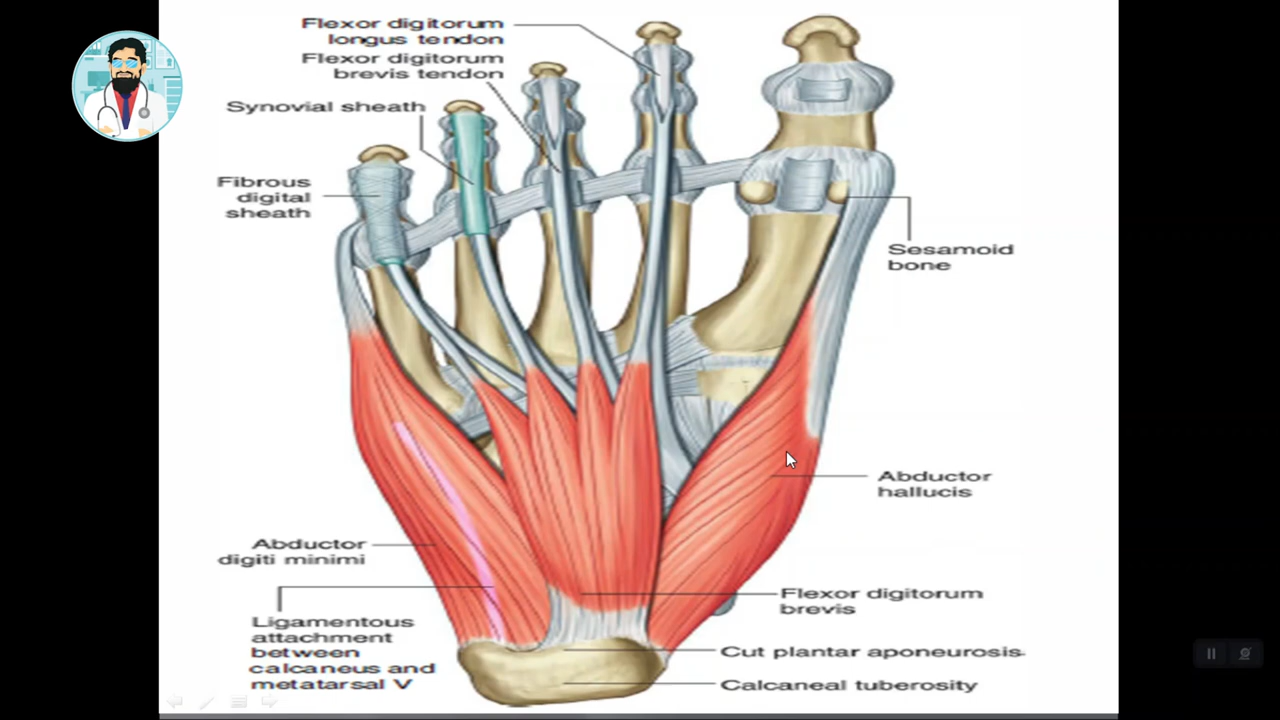 Flexor digitorum
longus tendon
Flexor digitorum
brevis tendon
Synovial sheath
Fibrous
digital
sheath
Sesamoid
bone
Abductor
hallucis
Abductor
digiti minimi
Flexor digitorum
brevis
Ligamentous
attachment
between
calcaneus and
metatarsal V
Cut plantar aponeurosis
Calcaneal tuberosity